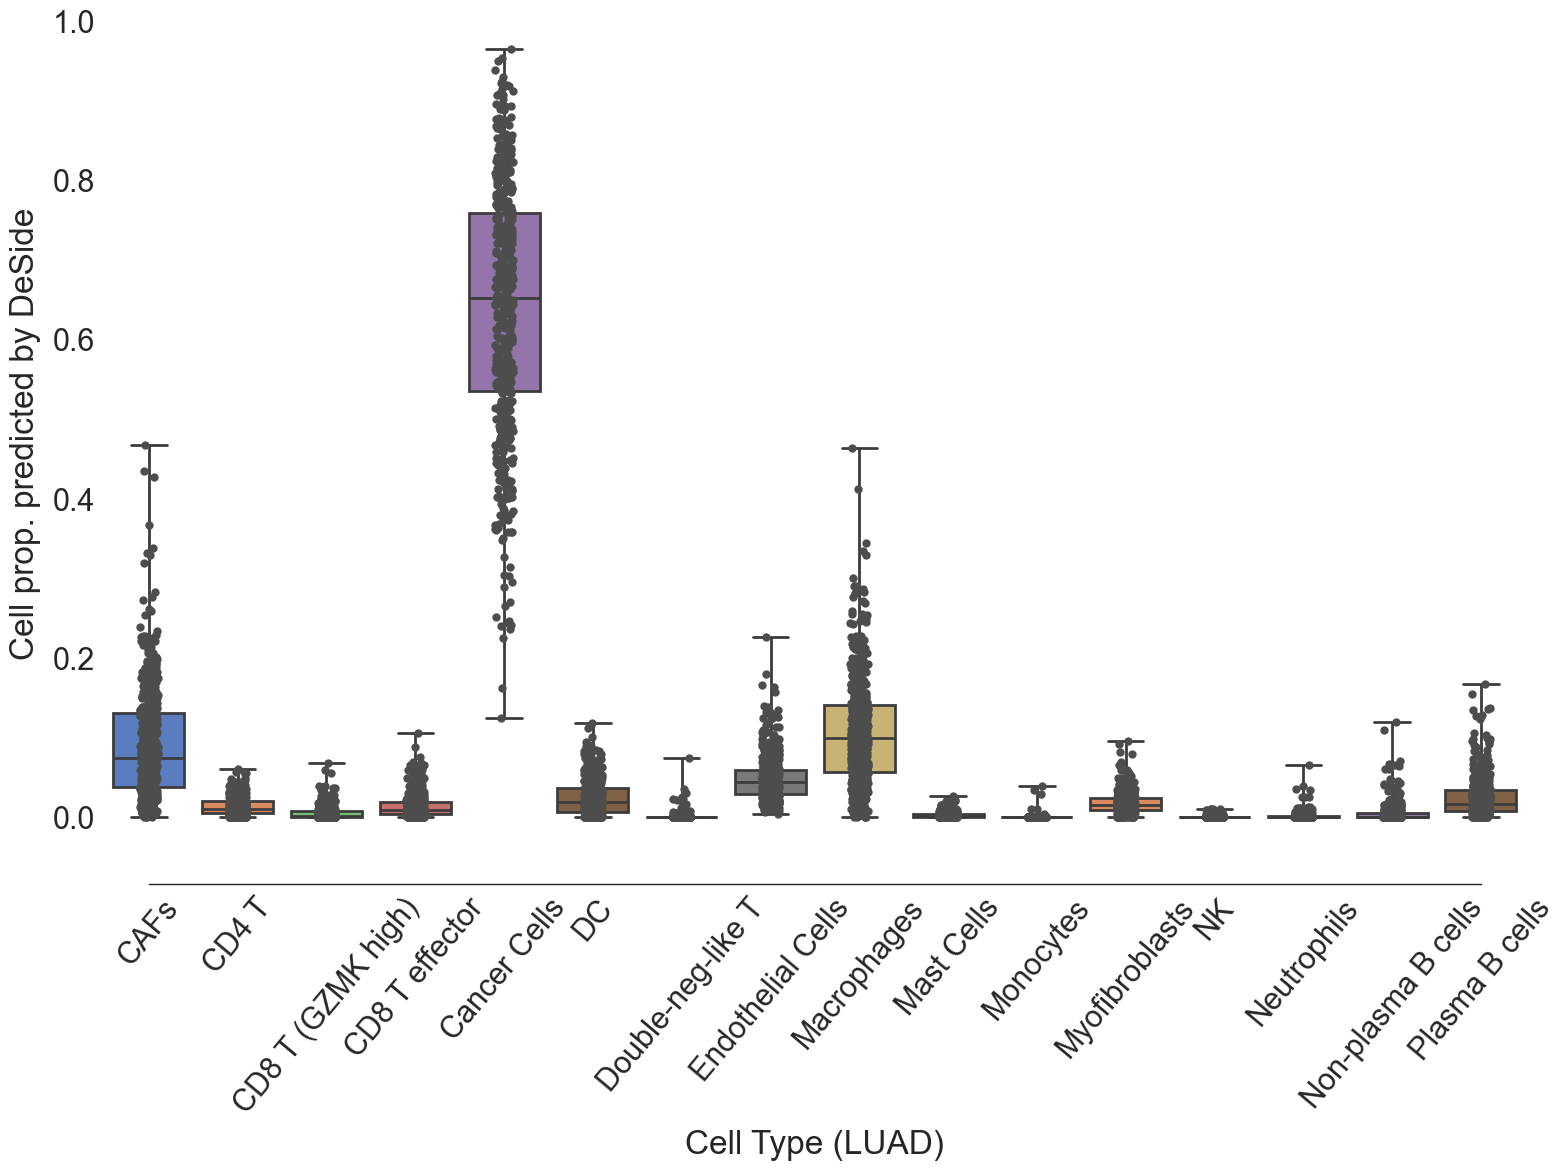 Cell prop. predicted by DeSide
1.0
0.8
0.6
0.4
0.2
0.0
CAFs
CD4 T
CD8 T (GZMK high)
CD8 T effector
Cancer Cells
DC
Double-neg-like T
Endothelial Cells
Macrophages
Mast Cells
Monocytes
Myofibroblasts
NK
Neutrophils
Non-plasma B cells
Plasma B cells
Cell Type (LUAD)